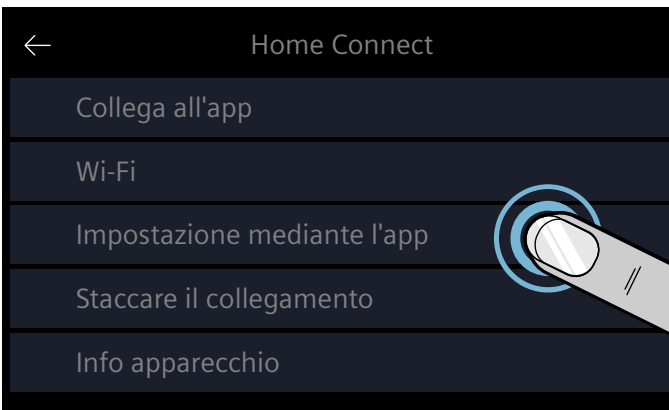 Home Connect
Collega all'app
Wi-Fi
Impostazione mediante l'app
Staccare il collegamento
Info apparecchio